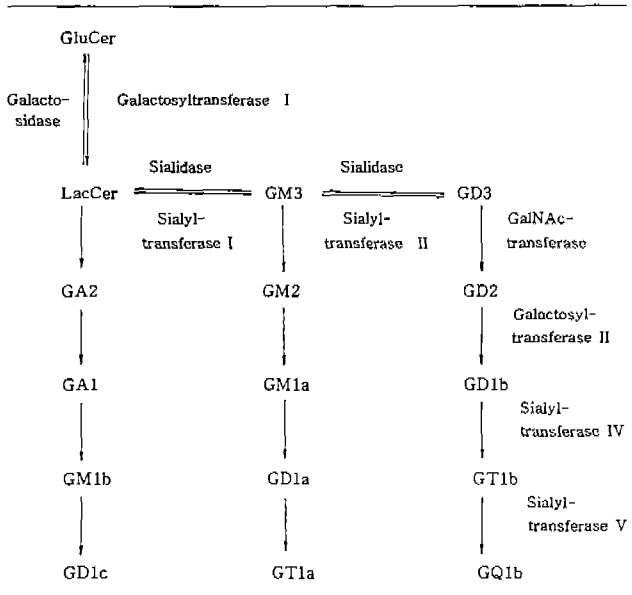 GluCer
Galacto- Galactosyltransferase I
sidase
Sialidase Sialidase
LacCer GM3 GD3
Sialyl- Sialyl- GalNAc-
transferase I transferase II transferase
GA2 GM2 GD2
Galactosyl-
transferase II
GA1 GM1a GD1b
Sialyl-
transferase IV
GM1b GD1a GT1b
Sialyl-
transferase V
GD1c GT1a GQ1b